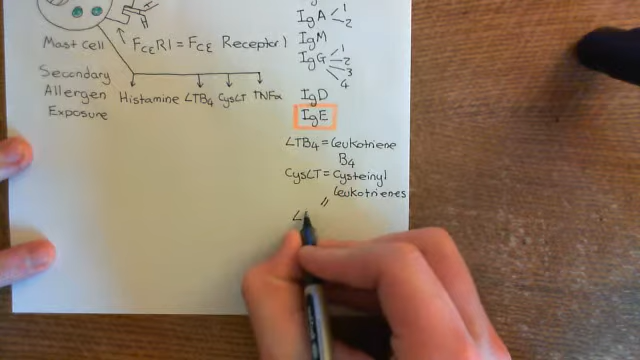 IgA 1
2
IgM
Mast Cell FcεRI = Fcε Receptor I
IgG 1
2
3
4
Secondary
Allergen Histamine LTB4 CysLT TNFα
Exposure
IgD
IgE
LTB4 = Leukotriene
B4
CysLT = Cysteinyl
Leukotrienes
"
L